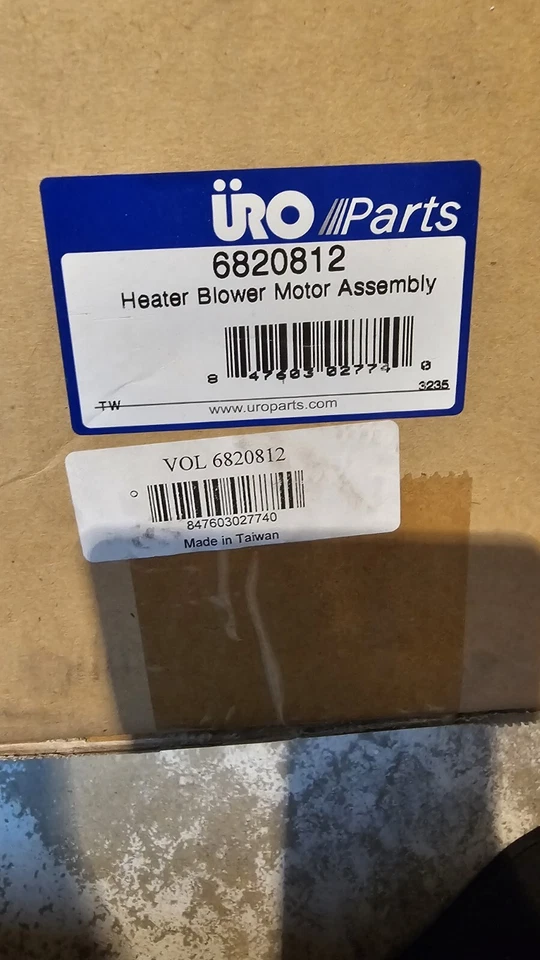 üRO Parts
6820812
Heater Blower Motor Assembly
8 47603 02774 0
3235
TW
www.uroparts.com
VOL 6820812
0
847603027740
Made in Taiwan